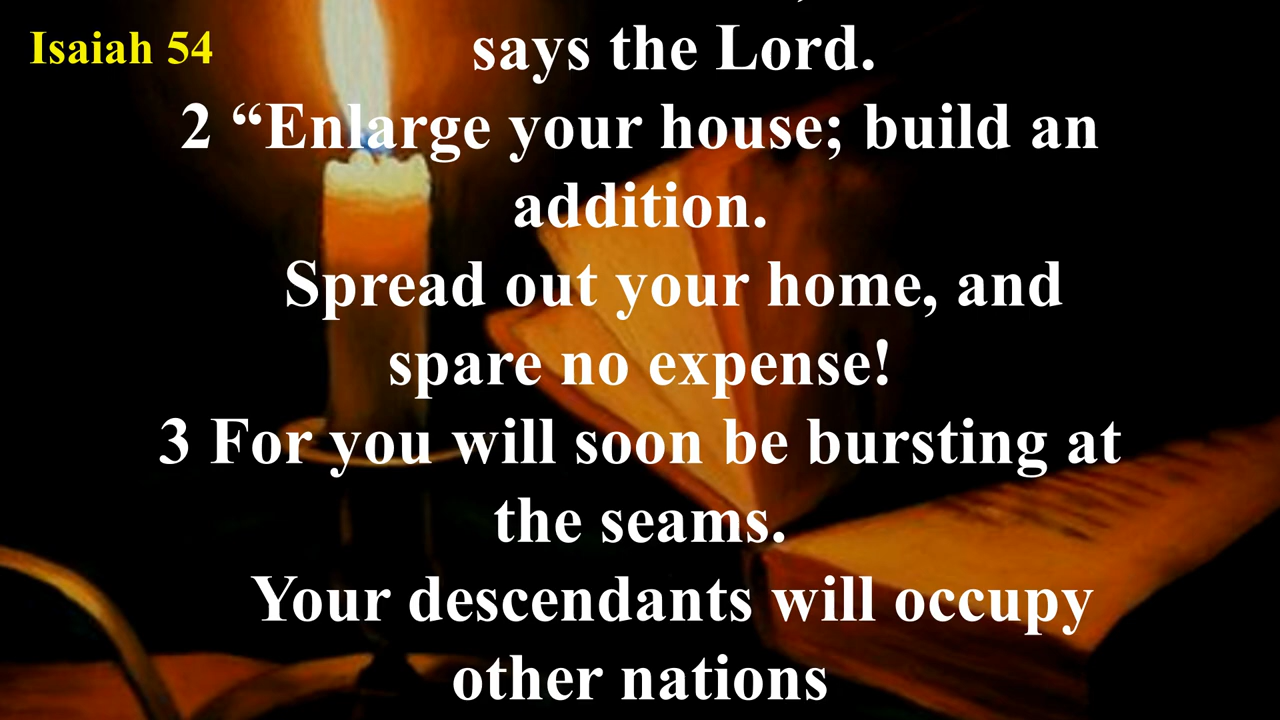 Isaiah 54
says the Lord.
2 “Enlarge your house; build an
addition.
Spread out your home, and
spare no expense!
3 For you will soon be bursting at
the seams.
Your descendants will occupy
other nations